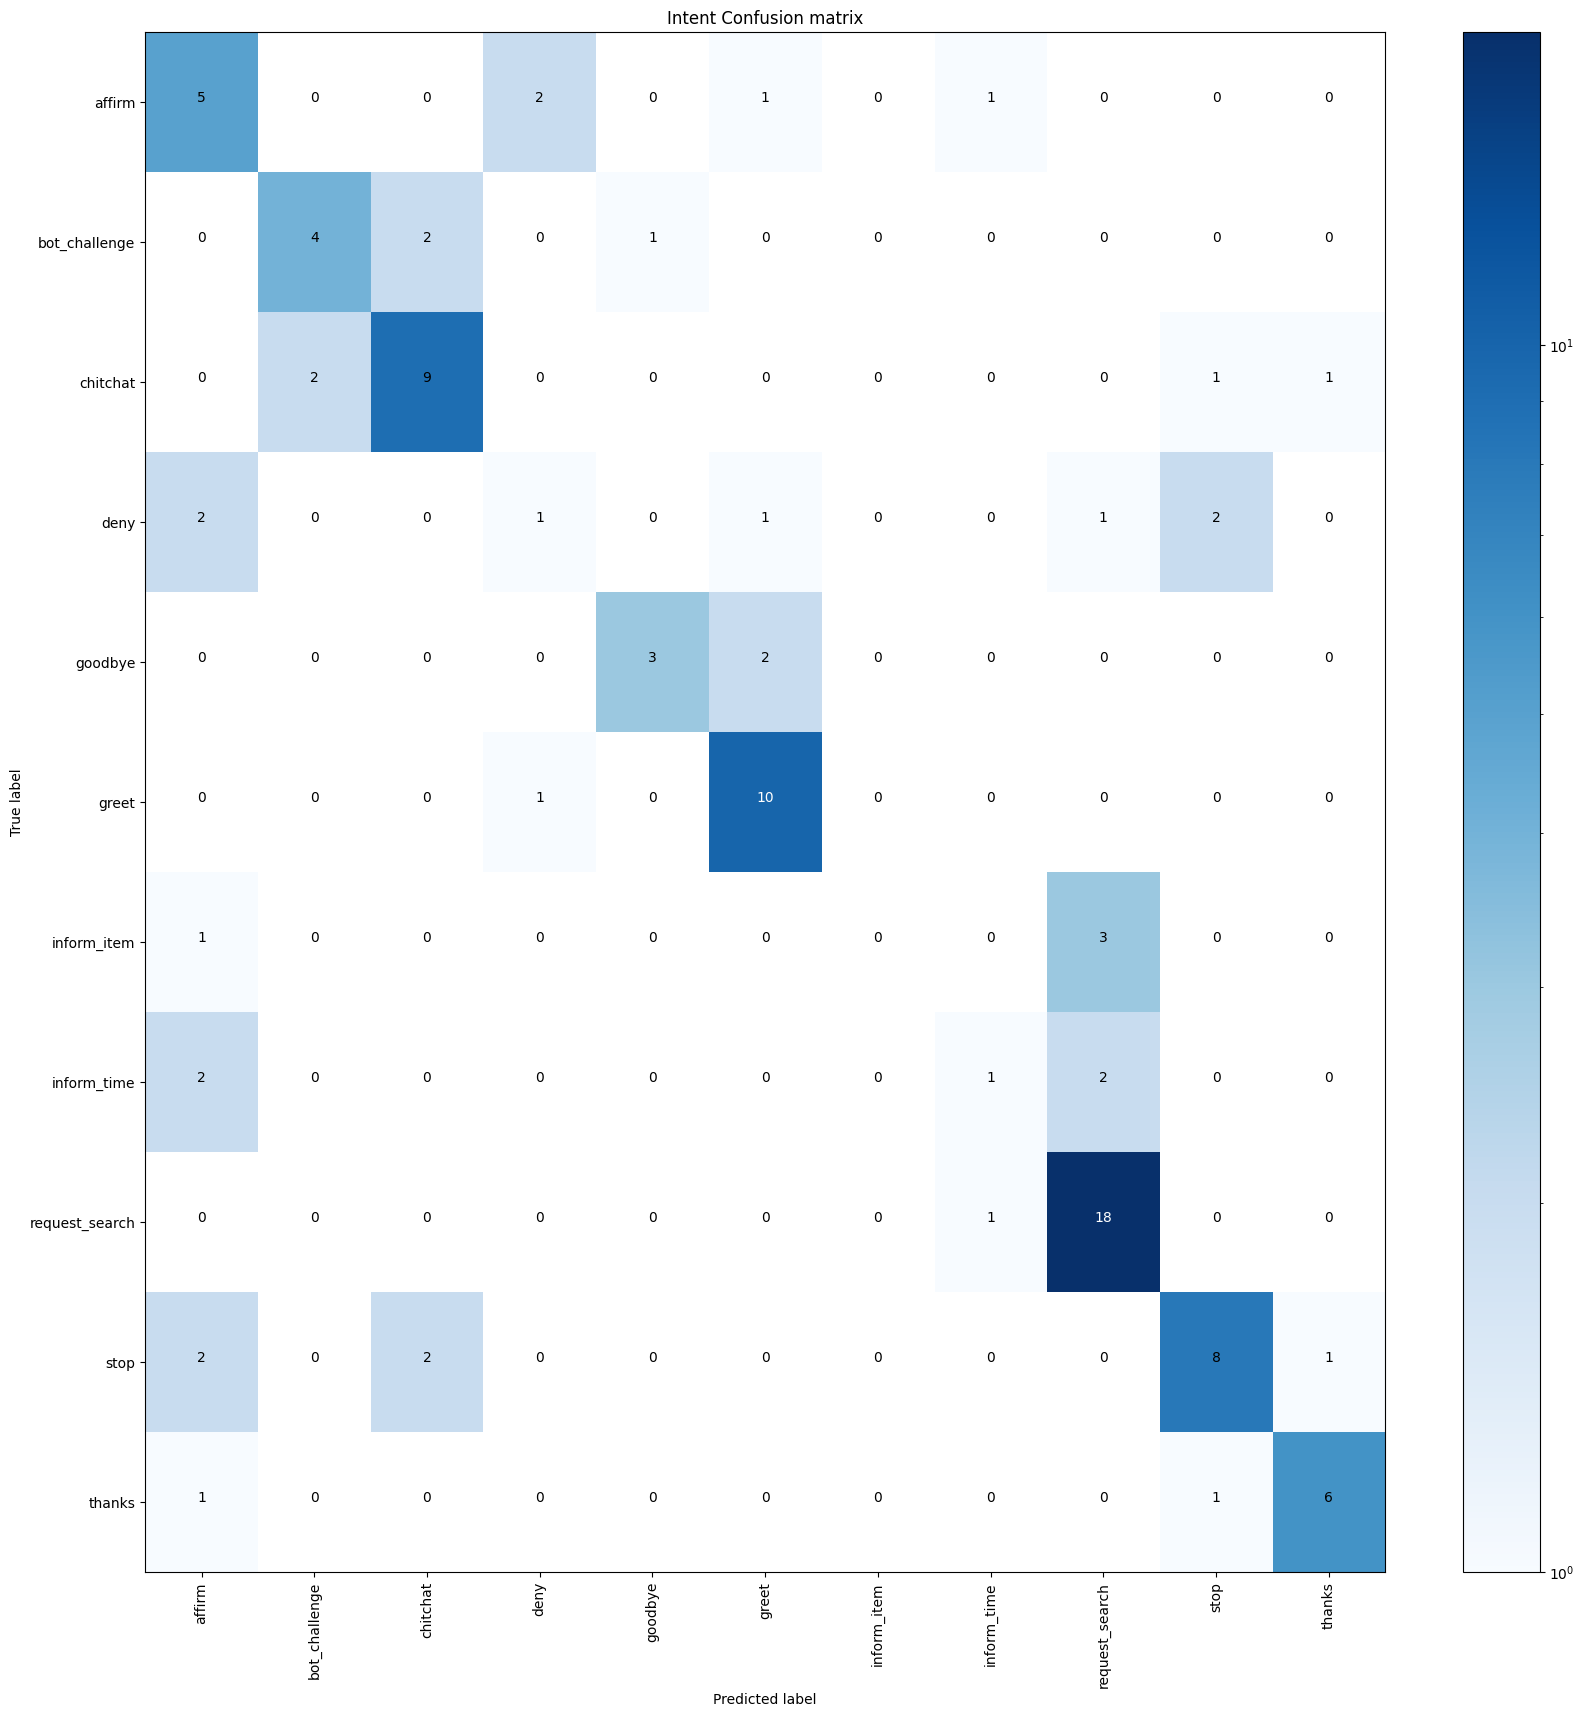 Intent Confusion matrix
affirm 5 0 0 2 0 1 0 1 0 0 0
bot_challenge 0 4 2 0 1 0 0 0 0 0 0
chitchat 0 2 9 0 0 0 0 0 0 1 1
deny 2 0 0 1 0 1 0 0 1 2 0
goodbye 0 0 0 0 3 2 0 0 0 0 0
greet 0 0 0 1 0 10 0 0 0 0 0
inform_item 1 0 0 0 0 0 0 0 3 0 0
inform_time 2 0 0 0 0 0 0 1 2 0 0
request_search 0 0 0 0 0 0 0 1 18 0 0
stop 2 0 2 0 0 0 0 0 0 8 1
thanks 1 0 0 0 0 0 0 0 0 1 6
True label
affirm
bot_challenge
chitchat
deny
goodbye
greet
inform_item
inform_time
request_search
stop
thanks
Predicted label
10¹
10⁰